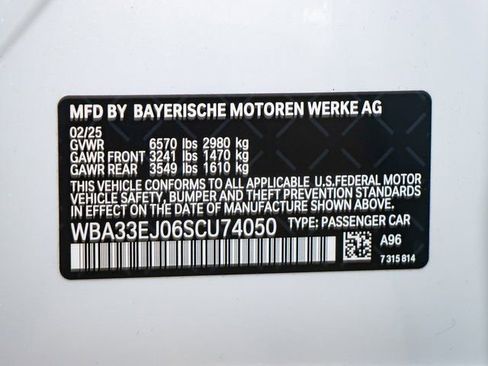 MFD BY BAYERISCHE MOTOREN WERKE AG
02/25
GVWR 6570 lbs 2980 kg
GAWR FRONT 3241 lbs 1470 kg
GAWR REAR 3549 lbs 1610 kg
THIS VEHICLE CONFORMS TO ALL APPLICABLE U.S.FEDERAL MOTOR
VEHICLE SAFETY, BUMPER AND THEFT PREVENTION STANDARDS
IN EFFECT ON THE DATE OF MANUFACTURE SHOWN ABOVE.
WBA33EJ06SCU74050 TYPE: PASSENGER CAR
A96
7 315 814